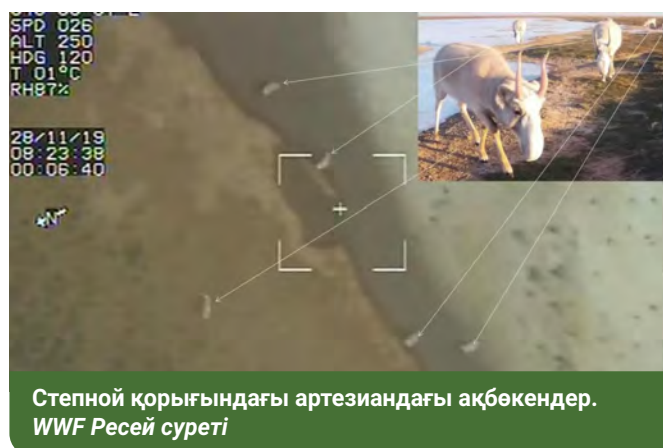 SPD 026
ALT 250
HDG 120
T 01°C
RH87%
28/11/19
08:23:38
00:06:40
N
Степной қорығындағы артезиандағы ақбөкендер.
WWF Ресей суреті